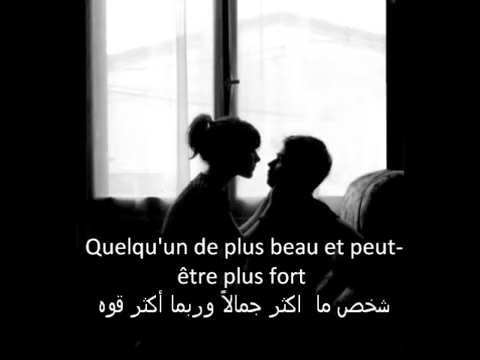 Quelqu'un de plus beau et peut-
être plus fort
شخص ما اكثر جمالاً وربما أكثر قوه